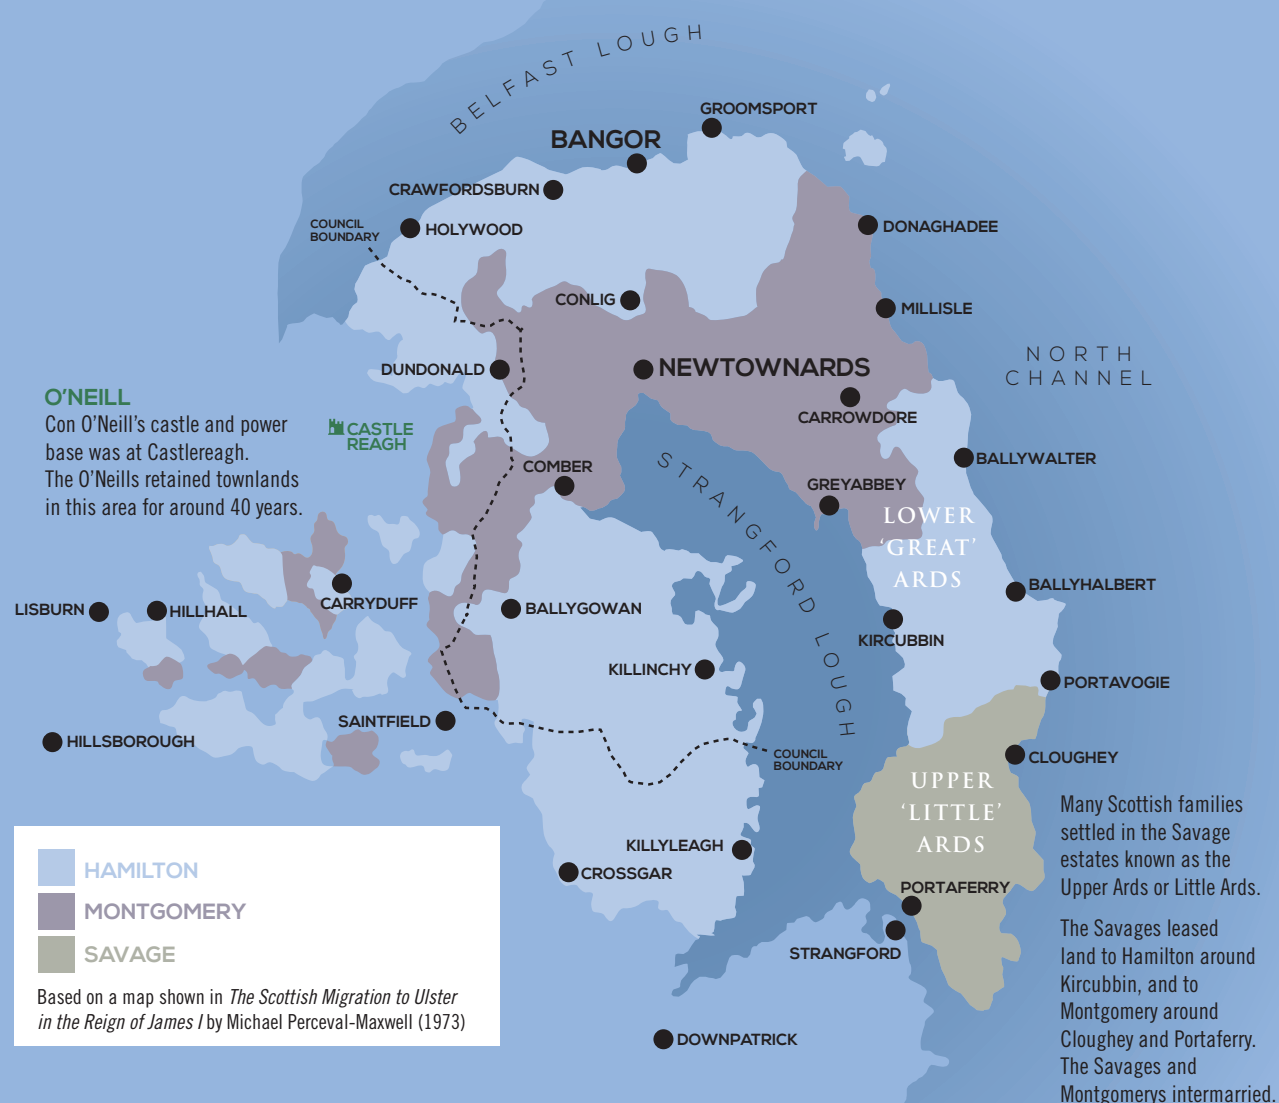 BELFAST LOUGH
GROOMSPORT
BANGOR
CRAWFORDSBURN
COUNCIL
BOUNDARY
HOLYWOOD
DONAGHADEE
CONLIG
MILLISLE
NORTH
CHANNEL
DUNDONALD
NEWTOWNARDS
CARROWDORE
O'NEILL
Con O'Neill's castle and power
base was at Castlereagh.
The O'Neills retained townlands
in this area for around 40 years.
CASTLE
REAGH
COMBER
STRANGFORD LOUGH
BALLYWALTER
GREYABBEY
LOWER
‘GREAT’
ARDS
LISBURN
HILLHALL
CARRYDUFF
BALLYGOWAN
BALLYHALBERT
KIRCUBBIN
KILLINCHY
PORTAVOGIE
SAINTFIELD
HILLSBOROUGH
COUNCIL
BOUNDARY
CLOUGHEY
UPPER
‘LITTLE’
ARDS
Many Scottish families
settled in the Savage
estates known as the
Upper Ards or Little Ards.
The Savages leased
land to Hamilton around
Kircubbin, and to
Montgomery around
Cloughey and Portaferry.
The Savages and
Montgomerys intermarried.
KILLYLEAGH
CROSSGAR
PORTAFERRY
STRANGFORD
DOWNPATRICK
HAMILTON
MONTGOMERY
SAVAGE
Based on a map shown in The Scottish Migration to Ulster
in the Reign of James I by Michael Perceval-Maxwell (1973)